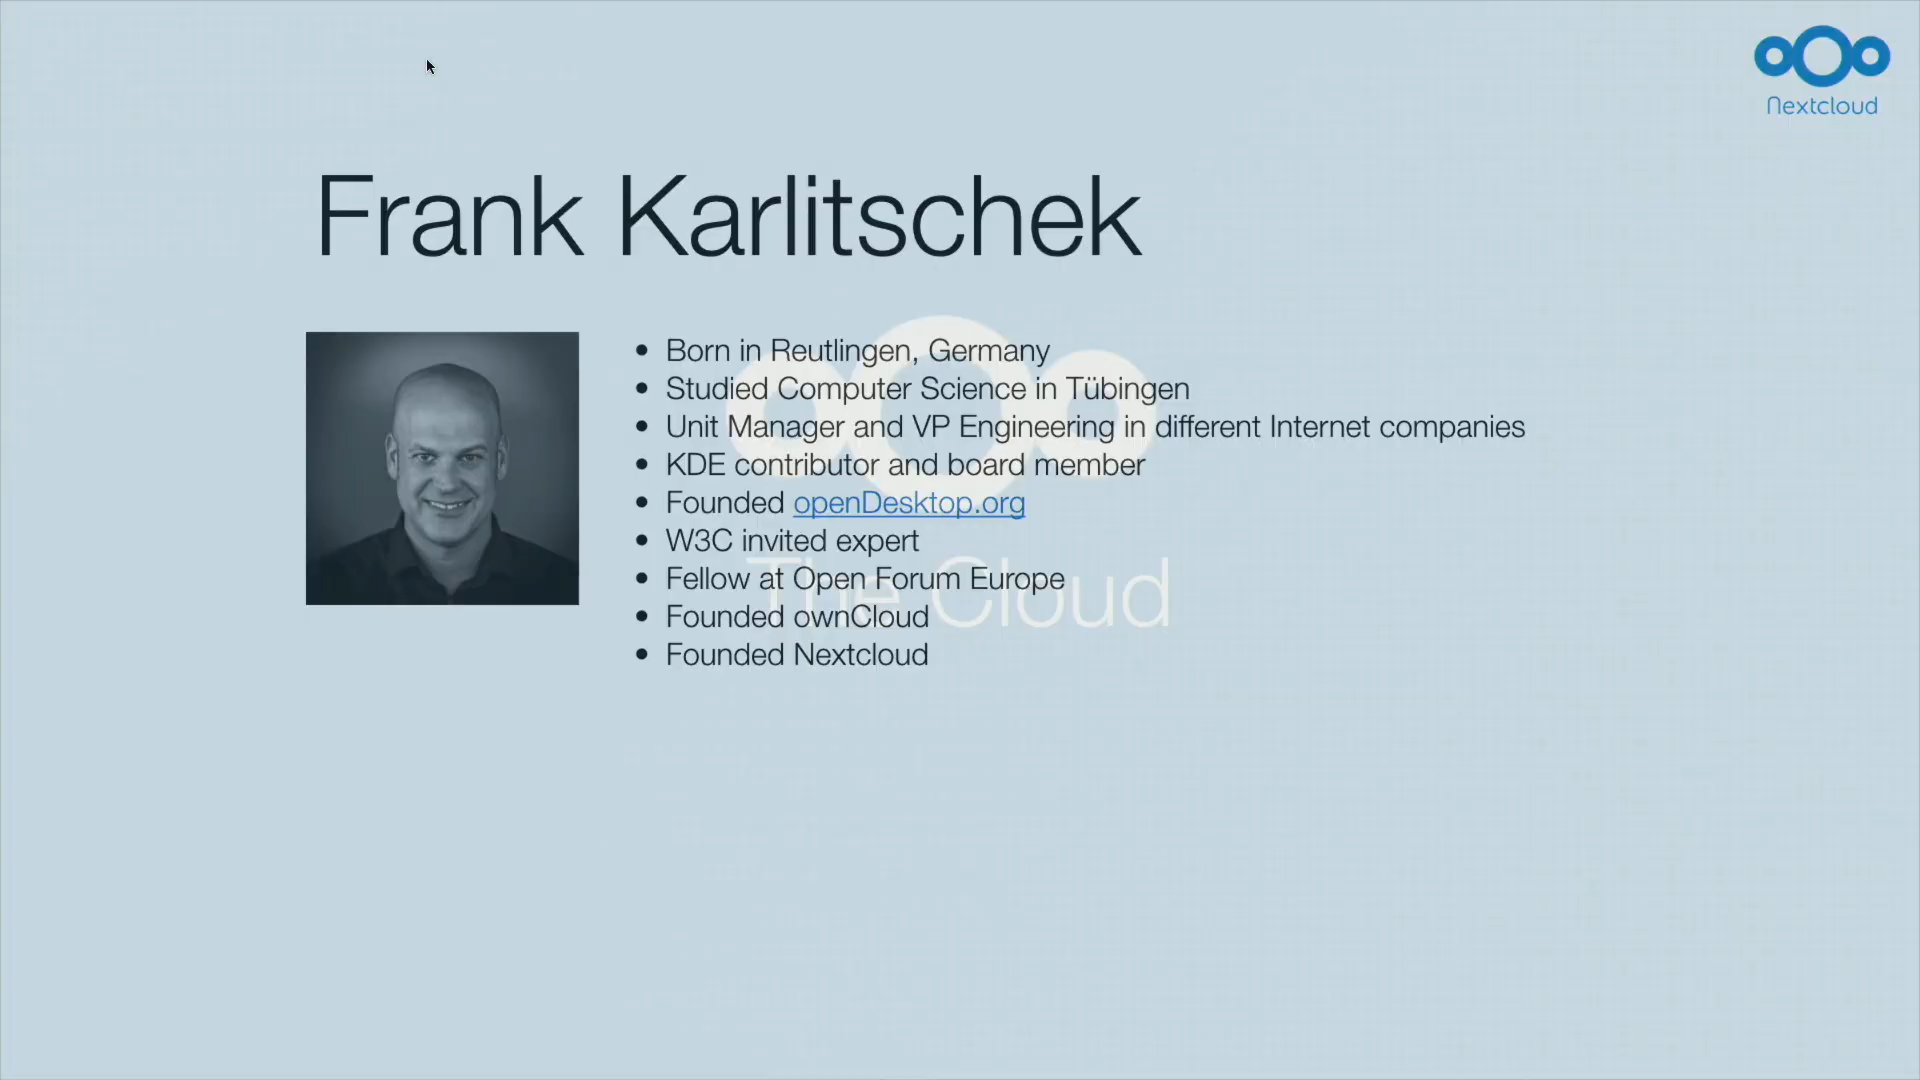 Nextcloud
Frank Karlitschek
• Born in Reutlingen, Germany
• Studied Computer Science in Tübingen
• Unit Manager and VP Engineering in different Internet companies
• KDE contributor and board member
• Founded openDesktop.org
• W3C invited expert
• Fellow at Open Forum Europe
• Founded ownCloud
• Founded Nextcloud
The Cloud